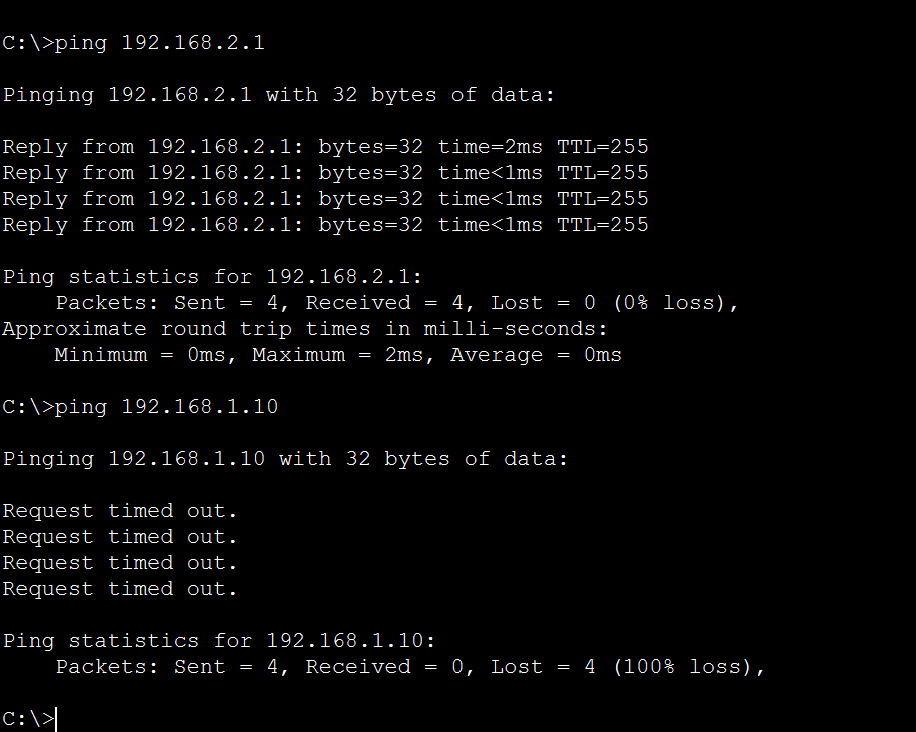 C:\>ping 192.168.2.1
Pinging 192.168.2.1 with 32 bytes of data:
Reply from 192.168.2.1: bytes=32 time=2ms TTL=255
Reply from 192.168.2.1: bytes=32 time<1ms TTL=255
Reply from 192.168.2.1: bytes=32 time<1ms TTL=255
Reply from 192.168.2.1: bytes=32 time<1ms TTL=255
Ping statistics for 192.168.2.1:
    Packets: Sent = 4, Received = 4, Lost = 0 (0% loss),
Approximate round trip times in milli-seconds:
    Minimum = 0ms, Maximum = 2ms, Average = 0ms
C:\>ping 192.168.1.10
Pinging 192.168.1.10 with 32 bytes of data:
Request timed out.
Request timed out.
Request timed out.
Request timed out.
Ping statistics for 192.168.1.10:
    Packets: Sent = 4, Received = 0, Lost = 4 (100% loss),
C:\>